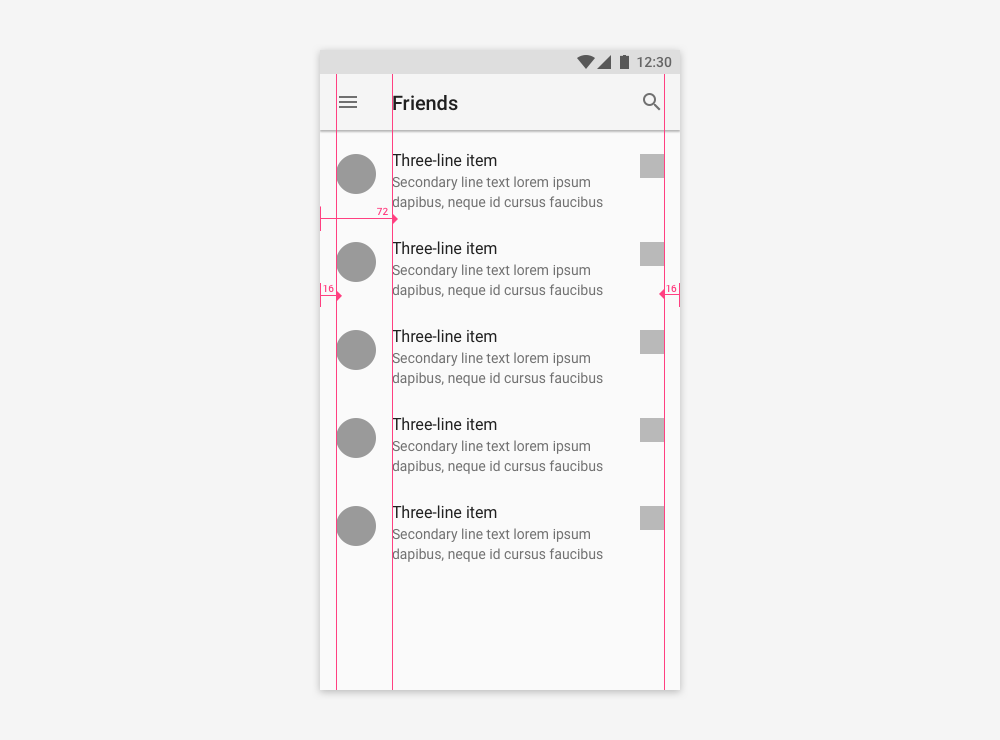 12:30
Friends
Three-line item
Secondary line text lorem ipsum
dapibus, neque id cursus faucibus
72
Three-line item
Secondary line text lorem ipsum
dapibus, neque id cursus faucibus
16
16
Three-line item
Secondary line text lorem ipsum
dapibus, neque id cursus faucibus
Three-line item
Secondary line text lorem ipsum
dapibus, neque id cursus faucibus
Three-line item
Secondary line text lorem ipsum
dapibus, neque id cursus faucibus